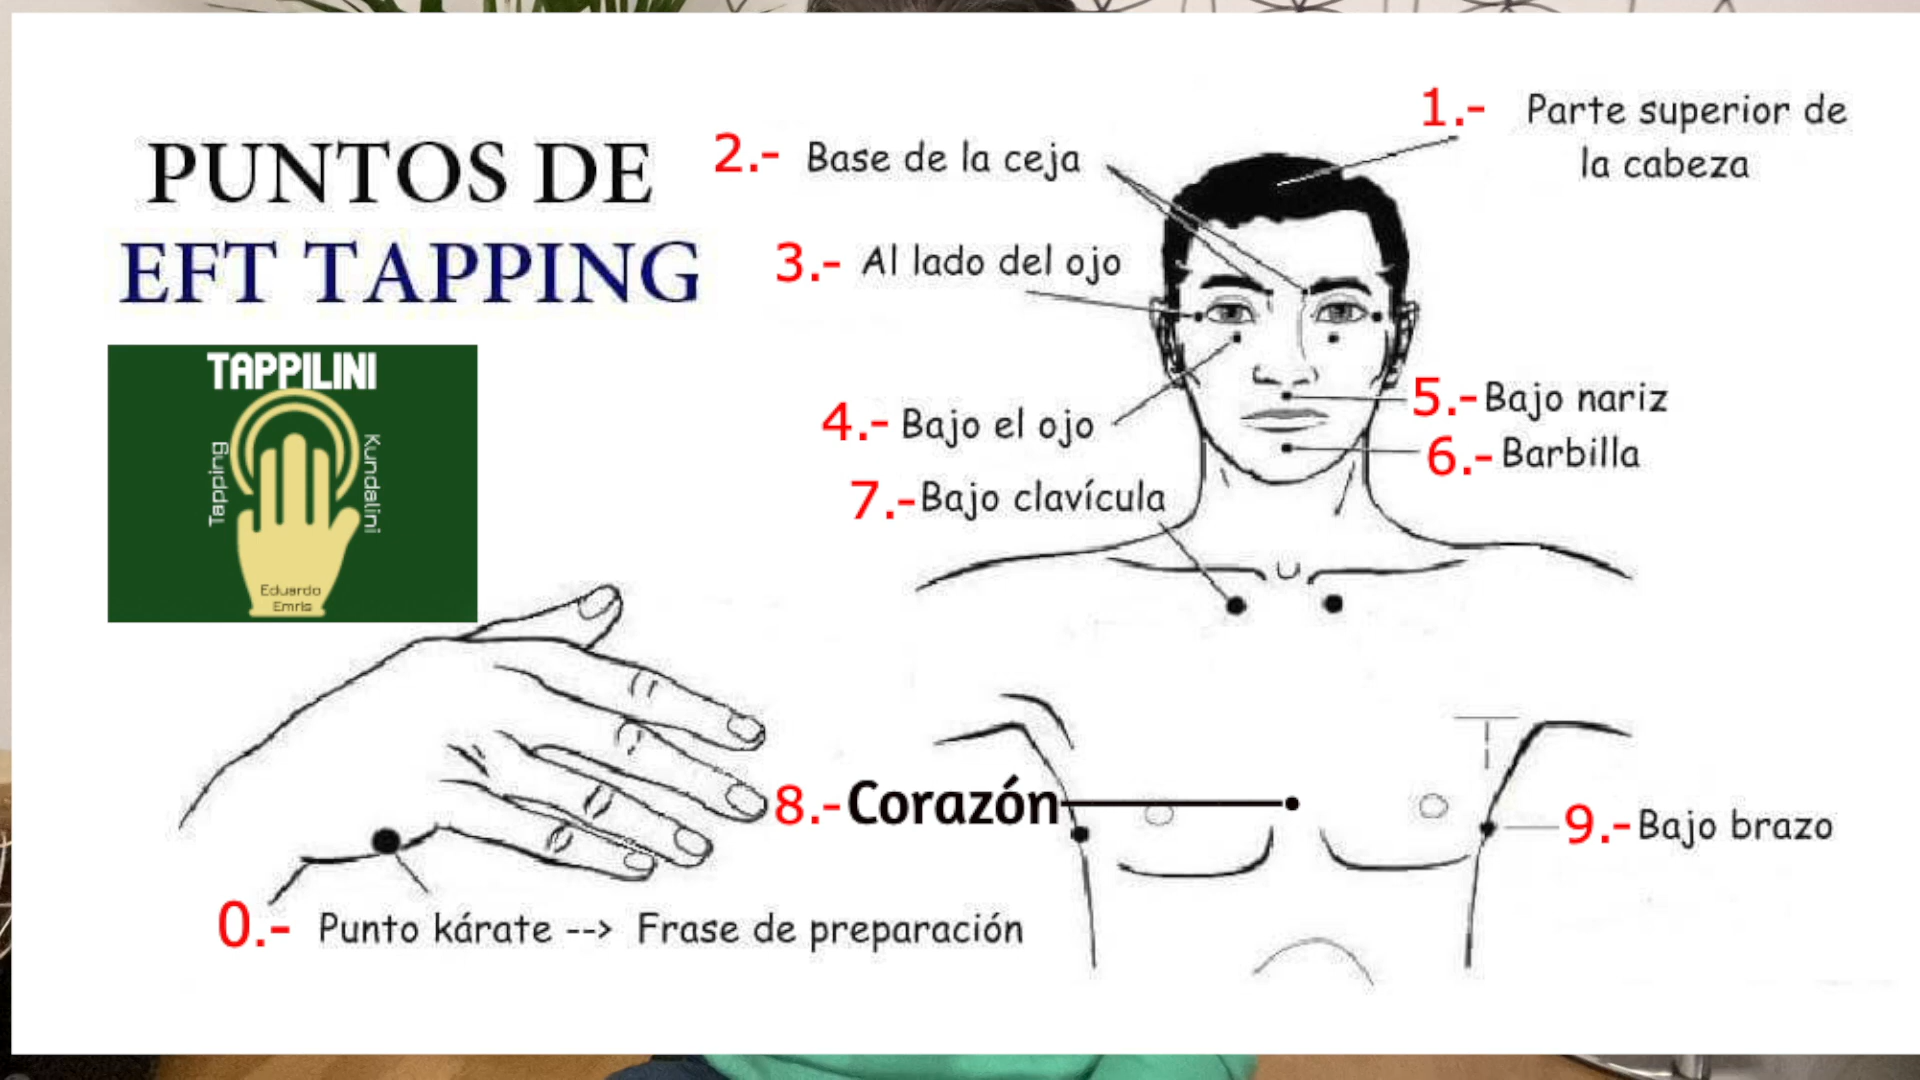 PUNTOS DE
EFT TAPPING
TAPPILINI
Tapping
Kundalini
Eduardo
Emris
1.- Parte superior de
la cabeza
2.- Base de la ceja
3.- Al lado del ojo
4.- Bajo el ojo
5.- Bajo nariz
6.- Barbilla
7.- Bajo clavícula
8.- Corazón
9.- Bajo brazo
0.- Punto kárate --> Frase de preparación